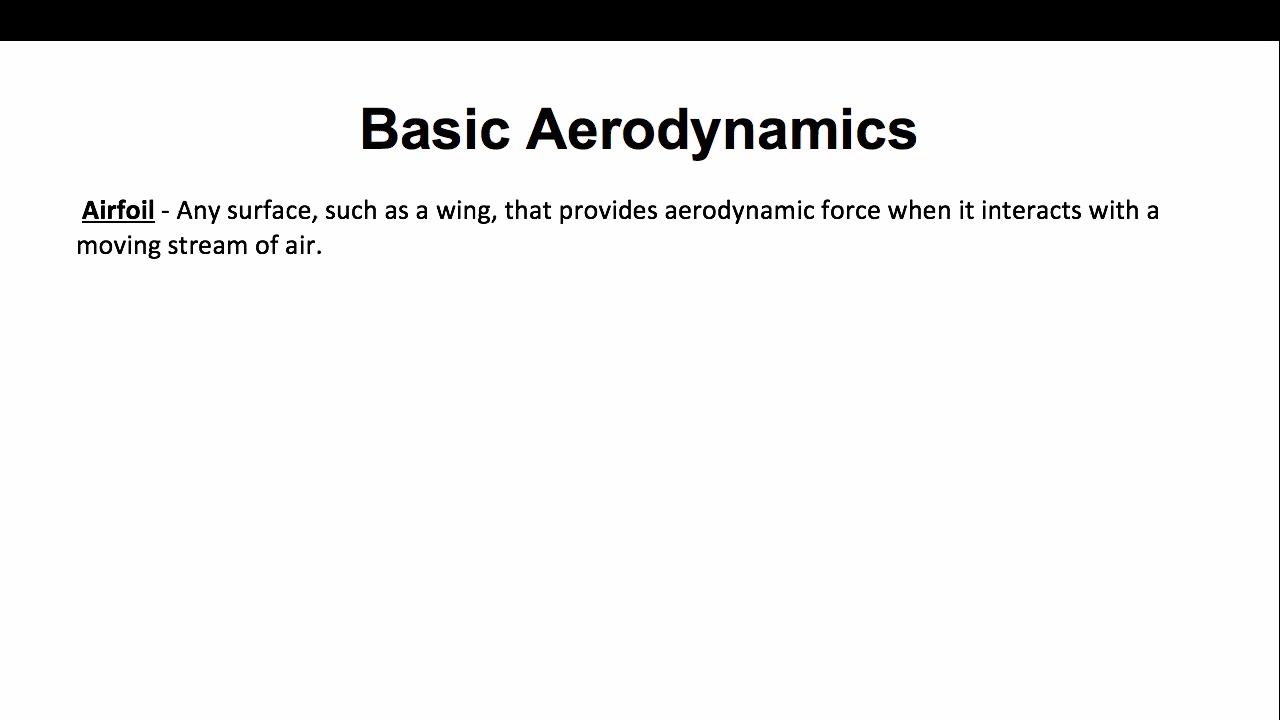 Basic Aerodynamics
Airfoil - Any surface, such as a wing, that provides aerodynamic force when it interacts with a
moving stream of air.